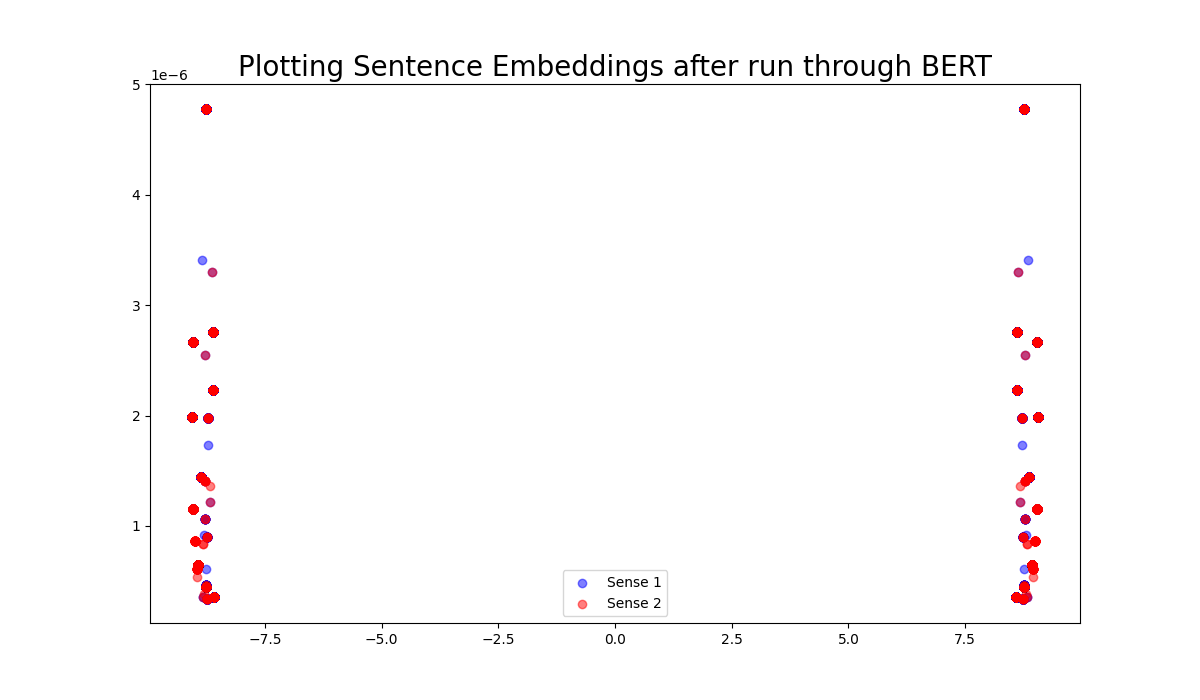 Plotting Sentence Embeddings after run through BERT
1e−6
5
4
3
2
1
−7.5 −5.0 −2.5 0.0 2.5 5.0 7.5
Sense 1
Sense 2